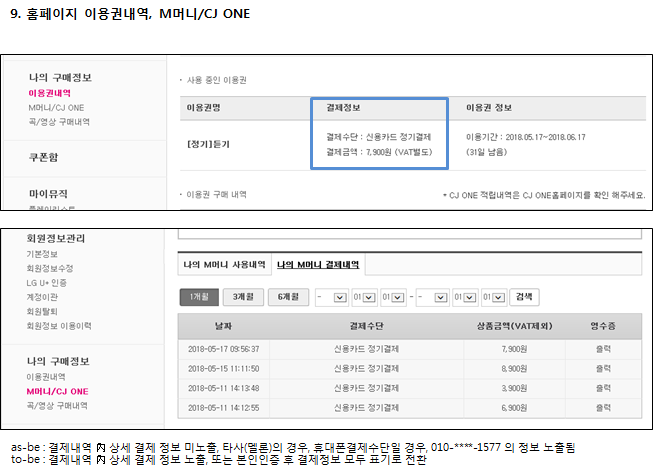 9. 홈페이지 이용권내역, M머니/CJ ONE
나의 구매정보
이용권내역
M머니/CJ ONE
곡/영상 구매내역
쿠폰함
마이뮤직
플레이리스트
· 사용 중인 이용권
이용권명 결제정보 이용권 정보
[정기]듣기
결제수단 : 신용카드 정기결제
결제금액 : 7,900원 (VAT별도)
이용기간 : 2018.05.17~2018.06.17
(31일 남음)
· 이용권 구매 내역
* CJ ONE 적립내역은 CJ ONE홈페이지를 확인 해주세요.
회원정보관리
기본정보
회원정보수정
LG U+ 인증
계정이관
회원탈퇴
회원정보 이용이력
나의 구매정보
이용권내역
M머니/CJ ONE
곡/영상 구매내역
나의 M머니 사용내역 나의 M머니 결제내역
1개월 3개월 6개월 - 01 01 - - 01 01 검색
날짜 결제수단 상품금액(VAT제외) 영수증
2018-05-17 09:56:37 신용카드 정기결제 7,900원 출력
2018-05-15 11:11:50 신용카드 정기결제 8,900원 출력
2018-05-11 14:13:48 신용카드 정기결제 3,900원 출력
2018-05-11 14:12:55 신용카드 정기결제 6,900원 출력
as-be : 결제내역 內 상세 결제 정보 미노출, 타사(멜론)의 경우, 휴대폰결제수단일 경우, 010-****-1577 의 정보 노출됨
to-be : 결제내역 內 상세 결제 정보 노출, 또는 본인인증 후 결제정보 모두 표기로 전환